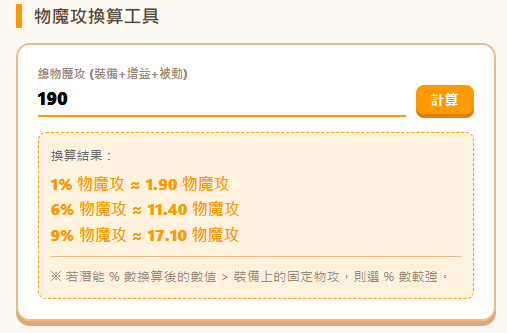 物魔攻換算工具
總物魔攻 (裝備+增益+被動)
190
計算
換算結果：
1% 物魔攻 ≈ 1.90 物魔攻
6% 物魔攻 ≈ 11.40 物魔攻
9% 物魔攻 ≈ 17.10 物魔攻
※ 若潛能 % 數換算後的數值 > 裝備上的固定物攻，則選 % 數較強。